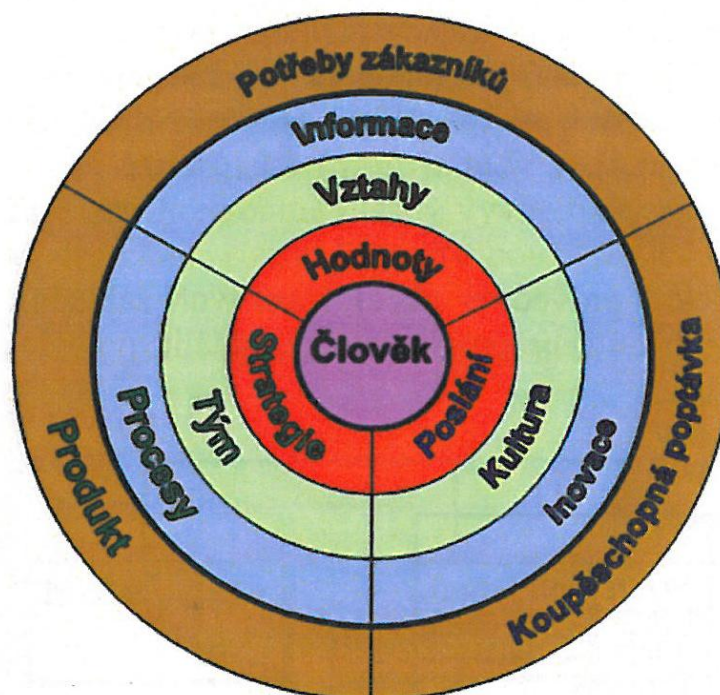 Potřeby zákazníků
Informace
Vztahy
Hodnoty
Člověk
Strategie
Poslání
Tým
Kultura
Procesy
Inovace
Produkt
Koupěschopná poptávka